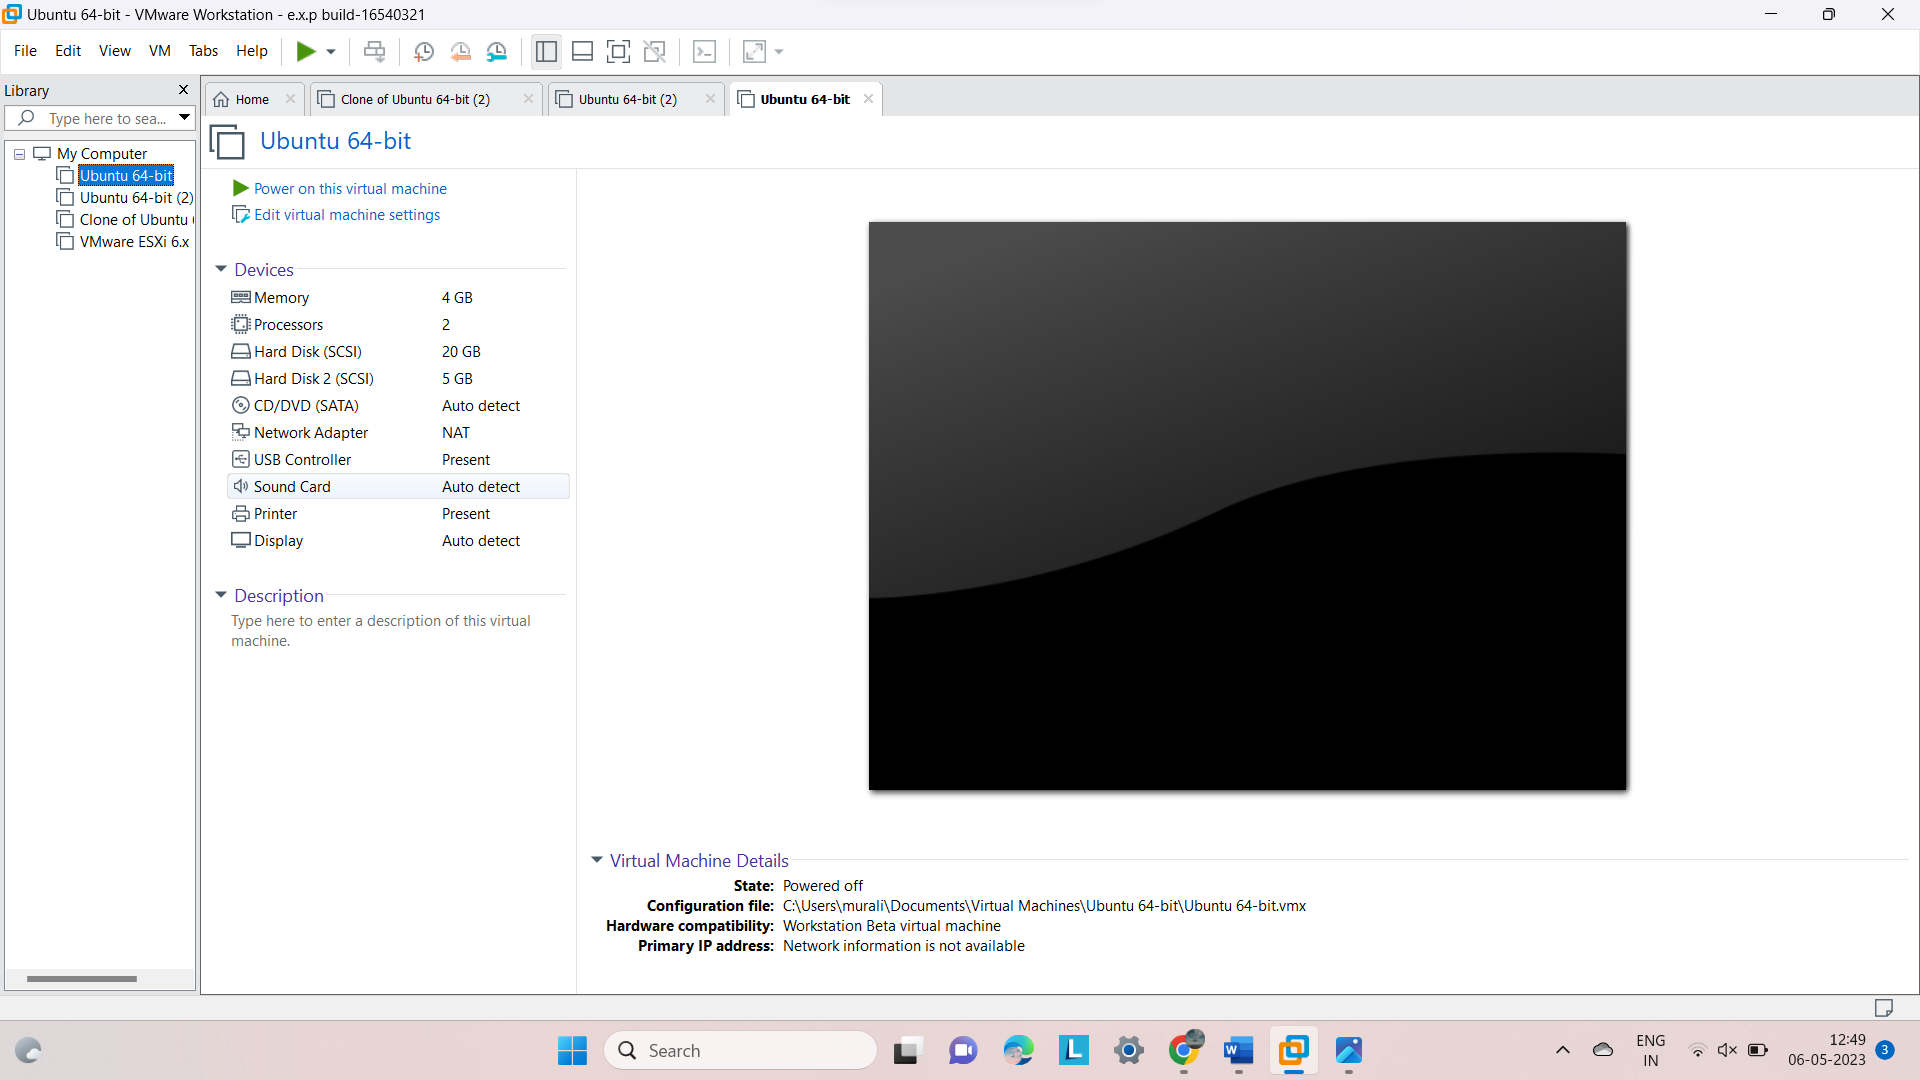 Ubuntu 64-bit - VMware Workstation - e.x.p build-16540321
File Edit View VM Tabs Help
Library
Type here to sea...
My Computer
Ubuntu 64-bit
Ubuntu 64-bit (2)
Clone of Ubuntu 6
VMware ESXi 6.x
Home
Clone of Ubuntu 64-bit (2)
Ubuntu 64-bit (2)
Ubuntu 64-bit
Ubuntu 64-bit
Power on this virtual machine
Edit virtual machine settings
Devices
Memory 4 GB
Processors 2
Hard Disk (SCSI) 20 GB
Hard Disk 2 (SCSI) 5 GB
CD/DVD (SATA) Auto detect
Network Adapter NAT
USB Controller Present
Sound Card Auto detect
Printer Present
Display Auto detect
Description
Type here to enter a description of this virtual
machine.
Virtual Machine Details
State: Powered off
Configuration file: C:\Users\murali\Documents\Virtual Machines\Ubuntu 64-bit\Ubuntu 64-bit.vmx
Hardware compatibility: Workstation Beta virtual machine
Primary IP address: Network information is not available
Search
ENG
IN
12:49
06-05-2023
3